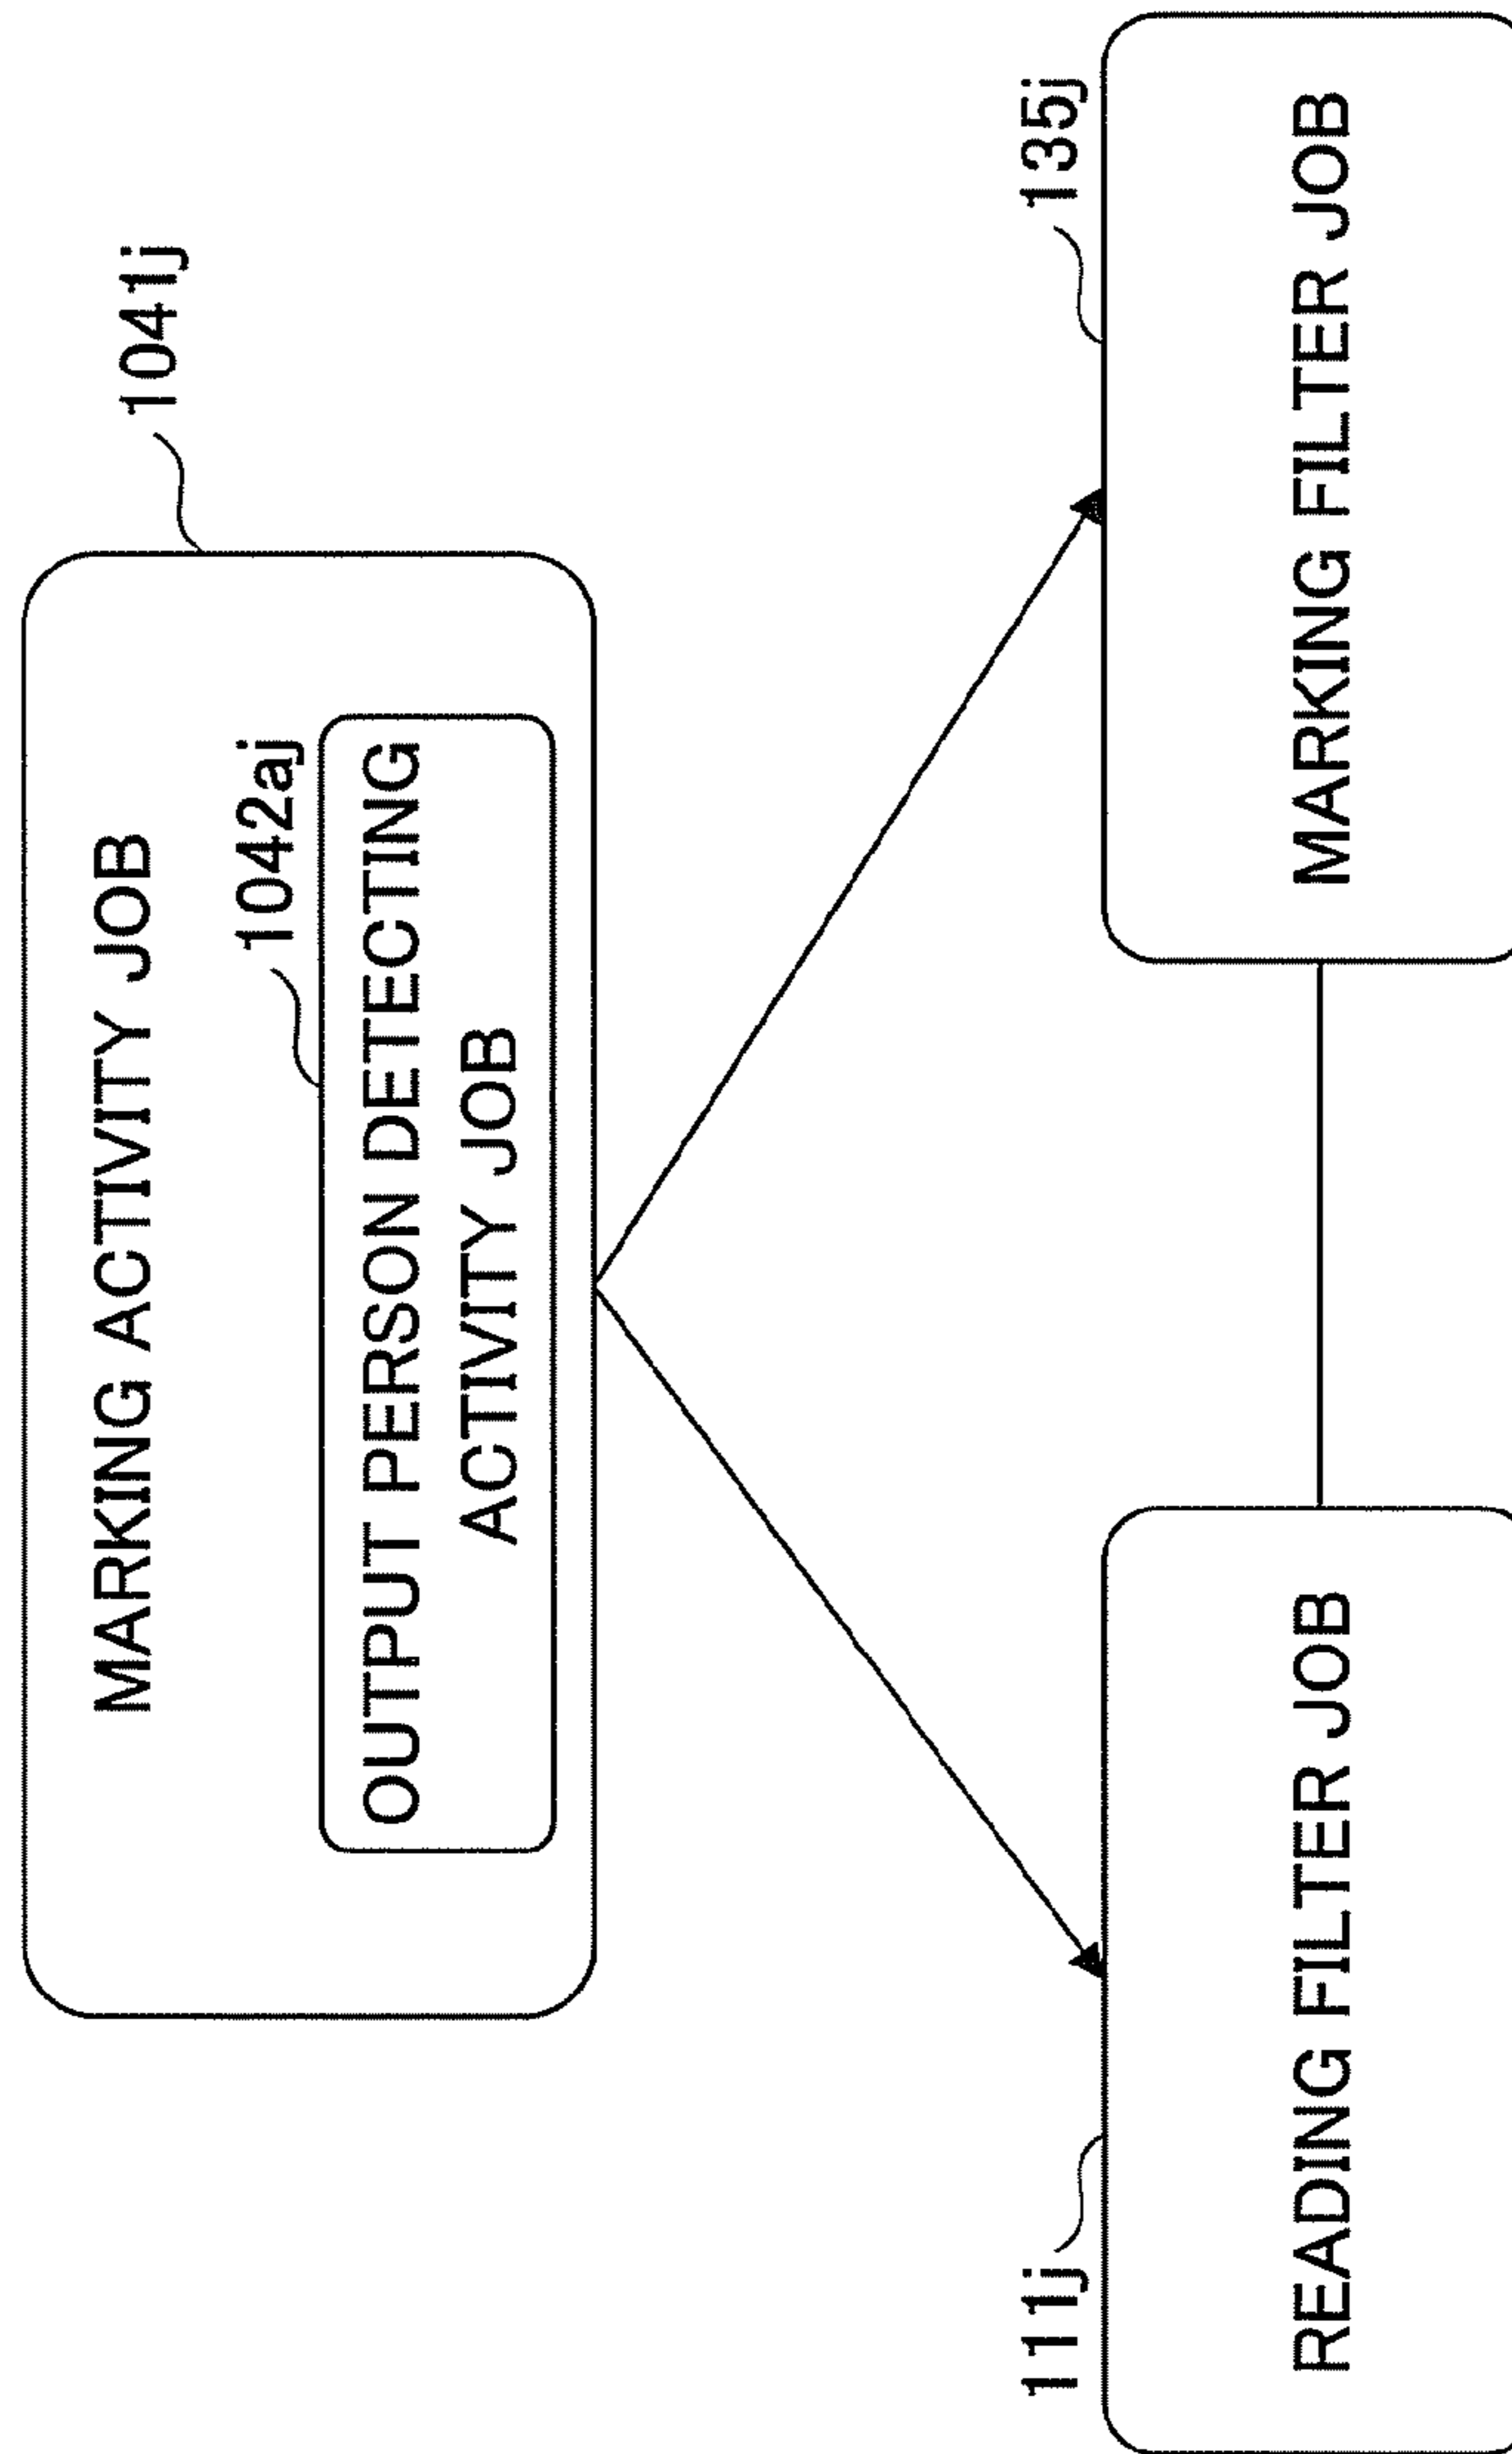 1041j
MARKING ACTIVITY JOB
1042aj
OUTPUT PERSON DETECTING
ACTIVITY JOB
111j
135j
READING FILTER JOB
MARKING FILTER JOB